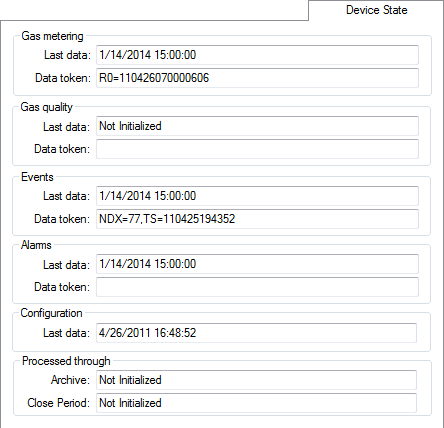 Device State
Gas metering
Last data: 1/14/2014 15:00:00
Data token: R0=110426070000606
Gas quality
Last data: Not Initialized
Data token:
Events
Last data: 1/14/2014 15:00:00
Data token: NDX=77,TS=110425194352
Alarms
Last data: 1/14/2014 15:00:00
Data token:
Configuration
Last data: 4/26/2011 16:48:52
Processed through
Archive: Not Initialized
Close Period: Not Initialized